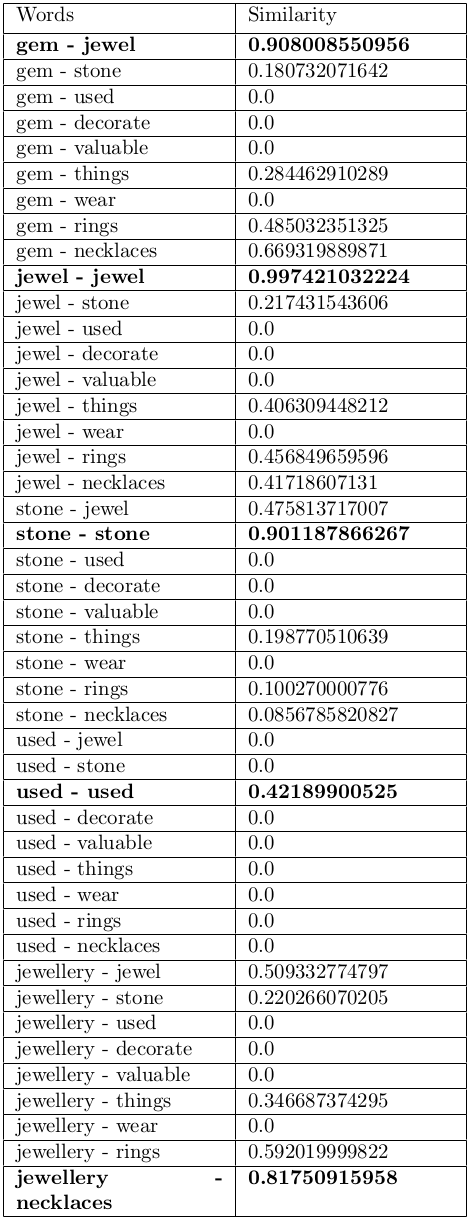 Words Similarity
gem - jewel 0.908008550956
gem - stone 0.180732071642
gem - used 0.0
gem - decorate 0.0
gem - valuable 0.0
gem - things 0.284462910289
gem - wear 0.0
gem - rings 0.485032351325
gem - necklaces 0.669319889871
jewel - jewel 0.997421032224
jewel - stone 0.217431543606
jewel - used 0.0
jewel - decorate 0.0
jewel - valuable 0.0
jewel - things 0.406309448212
jewel - wear 0.0
jewel - rings 0.456849659596
jewel - necklaces 0.41718607131
stone - jewel 0.475813717007
stone - stone 0.901187866267
stone - used 0.0
stone - decorate 0.0
stone - valuable 0.0
stone - things 0.198770510639
stone - wear 0.0
stone - rings 0.100270000776
stone - necklaces 0.0856785820827
used - jewel 0.0
used - stone 0.0
used - used 0.42189900525
used - decorate 0.0
used - valuable 0.0
used - things 0.0
used - wear 0.0
used - rings 0.0
used - necklaces 0.0
jewellery - jewel 0.509332774797
jewellery - stone 0.220266070205
jewellery - used 0.0
jewellery - decorate 0.0
jewellery - valuable 0.0
jewellery - things 0.346687374295
jewellery - wear 0.0
jewellery - rings 0.592019999822
jewellery - 0.81750915958
necklaces